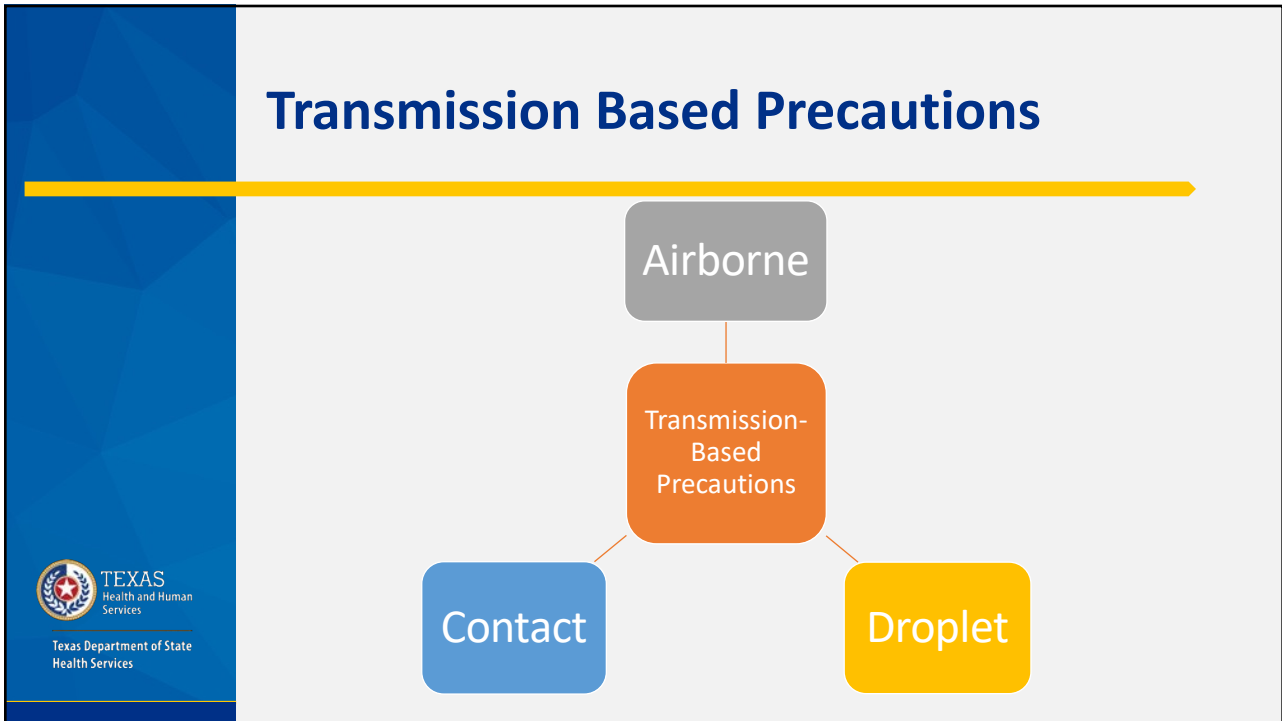 Transmission Based Precautions
Airborne
Transmission-
Based
Precautions
Contact
Droplet
TEXAS
Health and Human
Services
Texas Department of State
Health Services